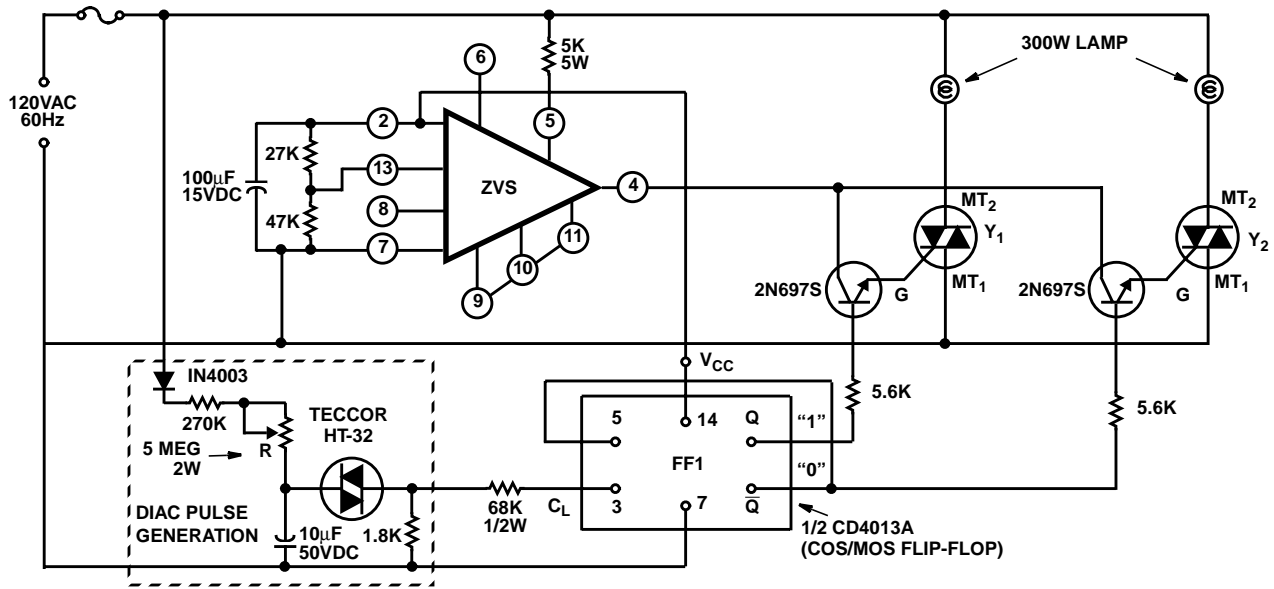 120VAC
60Hz
100μF
15VDC
27K
47K
2
13
8
7
6
5K
5W
5
ZVS
4
9
10
11
300W LAMP
MT2
Y1
MT1
2N697S
G
MT2
Y2
MT1
2N697S
G
5.6K
5.6K
IN4003
270K
5 MEG
2W
R
TECCOR
HT-32
DIAC PULSE
GENERATION
10μF
50VDC
1.8K
68K
1/2W
CL
VCC
5
14
Q
"1"
FF1
"0"
3
7
Q̅
1/2 CD4013A
(COS/MOS FLIP-FLOP)